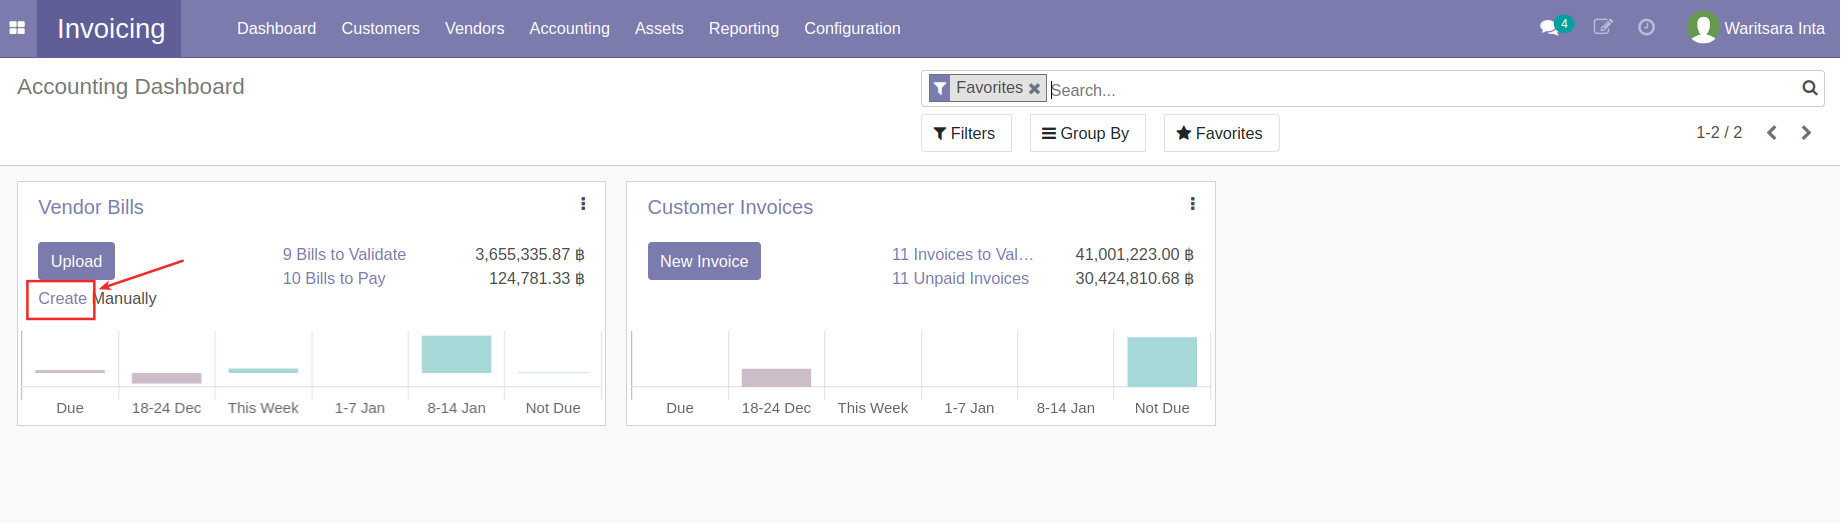 Invoicing Dashboard Customers Vendors Accounting Assets Reporting Configuration 4 Waritsara Inta
Accounting Dashboard
Favorites Search...
Filters Group By Favorites 1-2 / 2
Vendor Bills
Upload
Create Manually
9 Bills to Validate 3,655,335.87 ฿
10 Bills to Pay 124,781.33 ฿
Due 18-24 Dec This Week 1-7 Jan 8-14 Jan Not Due
Customer Invoices
New Invoice
11 Invoices to Val... 41,001,223.00 ฿
11 Unpaid Invoices 30,424,810.68 ฿
Due 18-24 Dec This Week 1-7 Jan 8-14 Jan Not Due